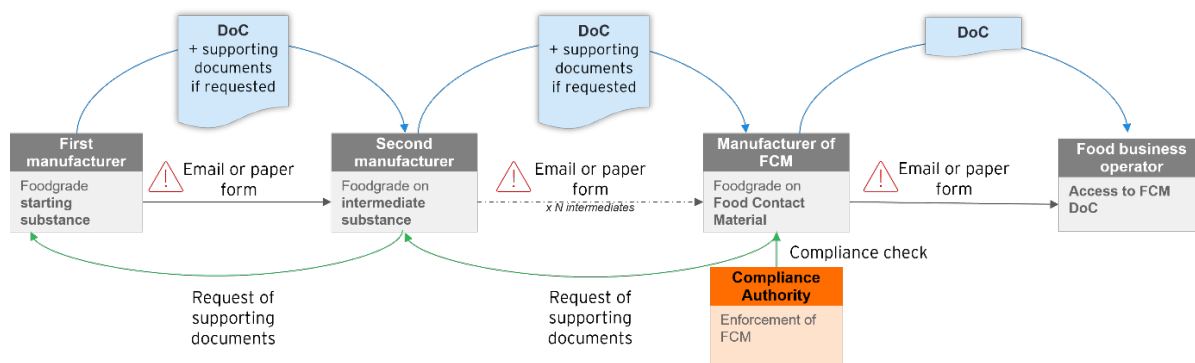 DoC
+ supporting
documents
if requested
DoC
+ supporting
documents
if requested
DoC
First
manufacturer
Foodgrade
starting
substance
Email or paper
form
Second
manufacturer
Foodgrade on
intermediate
substance
Email or paper
form
x N intermediates
Manufacturer of
FCM
Foodgrade on
Food Contact
Material
Email or paper
form
Food business
operator
Access to FCM
DoC
Request of
supporting
documents
Request of
supporting
documents
Compliance check
Compliance
Authority
Enforcement of
FCM